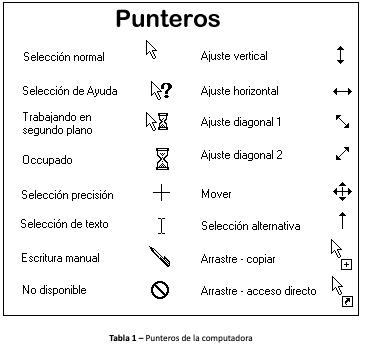 Punteros
Selección normal
Selección de Ayuda
Trabajando en
segundo plano
Occupado
Selección precisión
Selección de texto
Escritura manual
No disponible
Ajuste vertical
Ajuste horizontal
Ajuste diagonal 1
Ajuste diagonal 2
Mover
Selección alternativa
Arrastre - copiar
Arrastre - acceso directo
Tabla 1 – Punteros de la computadora